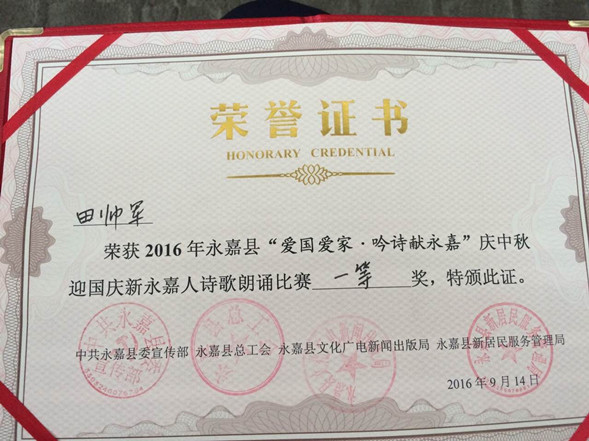 荣誉证书
HONORARY CREDENTIAL
田帅军
荣获2016年永嘉县“爱国爱家·吟诗献永嘉”庆中秋
迎国庆新永嘉人诗歌朗诵比赛一等奖，特颁此证。
中共永嘉县委宣传部 永嘉县总工会 永嘉县文化广电新闻出版局 永嘉县新居民服务管理局
2016年9月14日